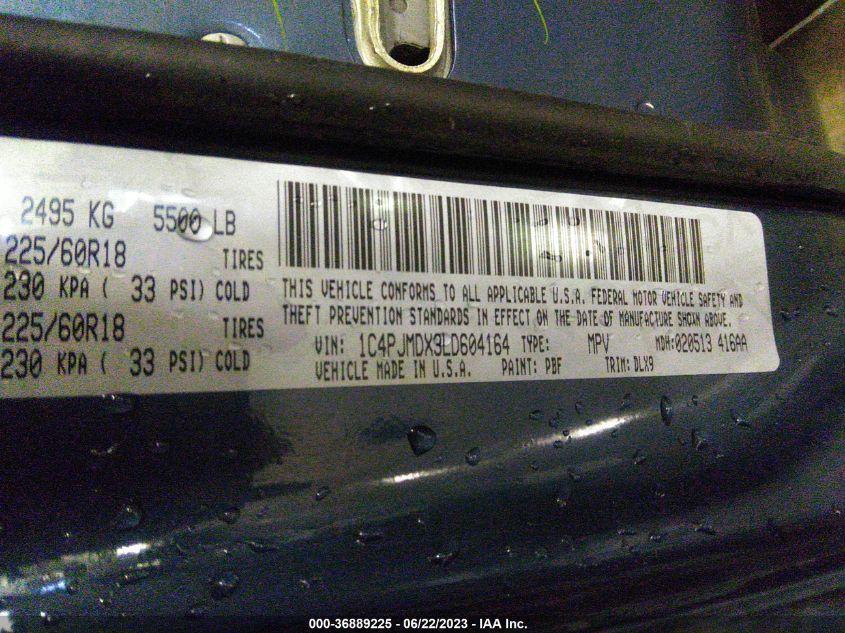 2495 KG 5500 LB
225/60R18 TIRES
230 KPA ( 33 PSI) COLD
225/60R18 TIRES
230 KPA ( 33 PSI) COLD
THIS VEHICLE CONFORMS TO ALL APPLICABLE U.S.A. FEDERAL MOTOR VEHICLE SAFETY AND
THEFT PREVENTION STANDARDS IN EFFECT ON THE DATE OF MANUFACTURE SHOWN ABOVE.
VIN: 1C4PJMDX3LD604164 TYPE: MPV MDH:020513 416AA
VEHICLE MADE IN U.S.A. PAINT: PBF TRIM: DLX9
000-36889225 - 06/22/2023 - IAA Inc.